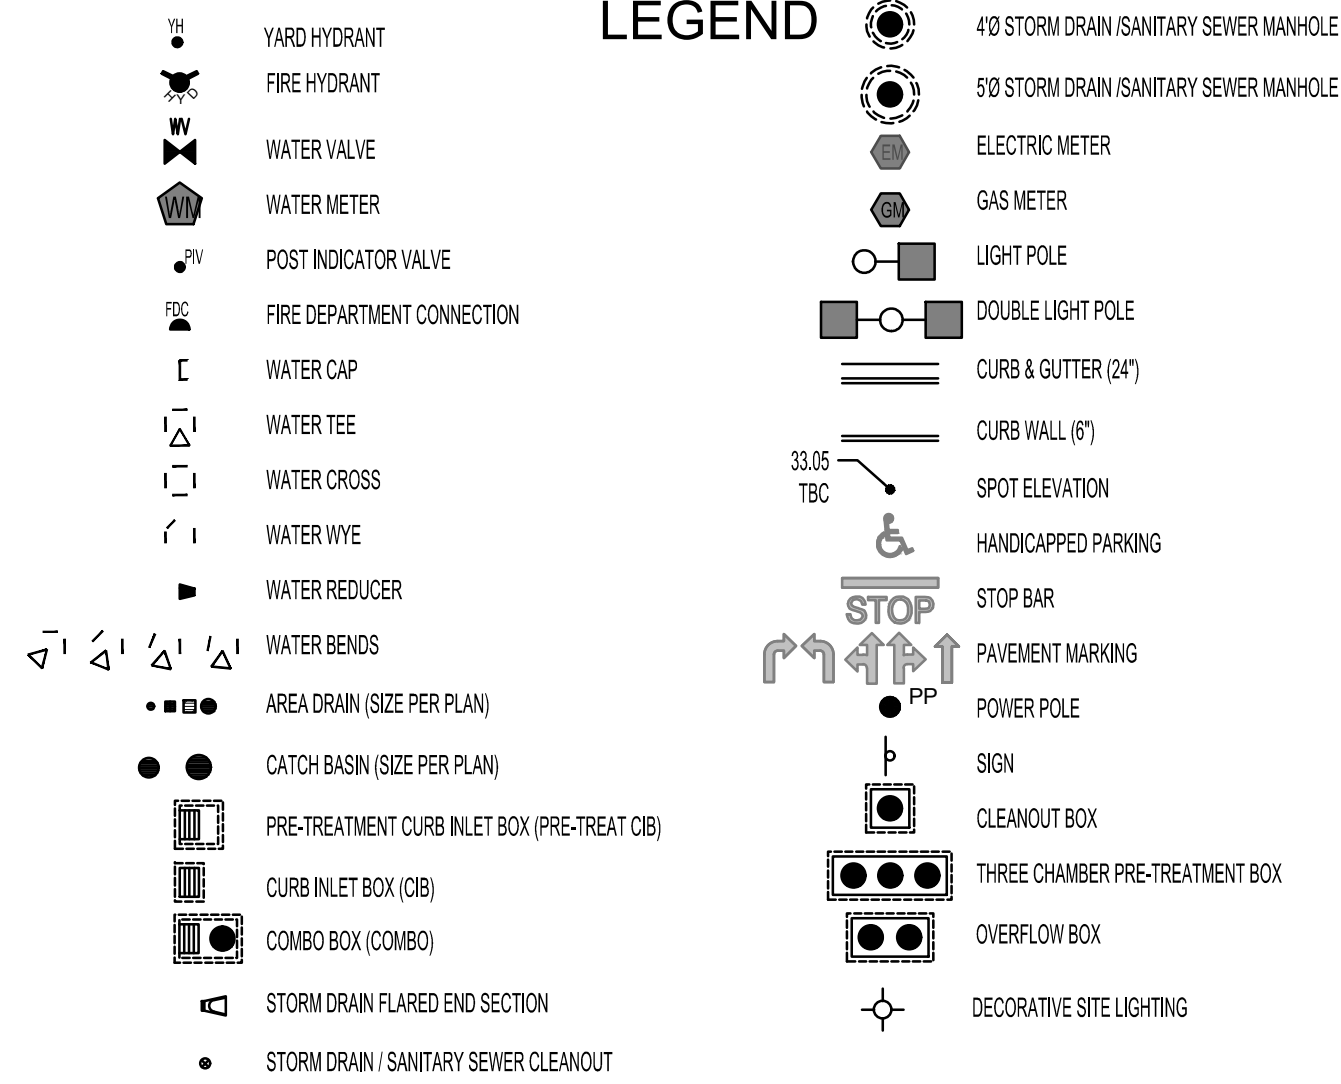 LEGEND
YH
YARD HYDRANT
HYD
FIRE HYDRANT
WV
WATER VALVE
WM
WATER METER
PIV
POST INDICATOR VALVE
FDC
FIRE DEPARTMENT CONNECTION
WATER CAP
WATER TEE
WATER CROSS
WATER WYE
WATER REDUCER
WATER BENDS
AREA DRAIN (SIZE PER PLAN)
CATCH BASIN (SIZE PER PLAN)
PRE-TREATMENT CURB INLET BOX (PRE-TREAT CIB)
CURB INLET BOX (CIB)
COMBO BOX (COMBO)
STORM DRAIN FLARED END SECTION
STORM DRAIN / SANITARY SEWER CLEANOUT
4'Ø STORM DRAIN /SANITARY SEWER MANHOLE
5'Ø STORM DRAIN /SANITARY SEWER MANHOLE
EM
ELECTRIC METER
GM
GAS METER
LIGHT POLE
DOUBLE LIGHT POLE
CURB & GUTTER (24")
CURB WALL (6")
33.05
TBC
SPOT ELEVATION
HANDICAPPED PARKING
STOP
STOP BAR
PAVEMENT MARKING
PP
POWER POLE
SIGN
CLEANOUT BOX
THREE CHAMBER PRE-TREATMENT BOX
OVERFLOW BOX
DECORATIVE SITE LIGHTING